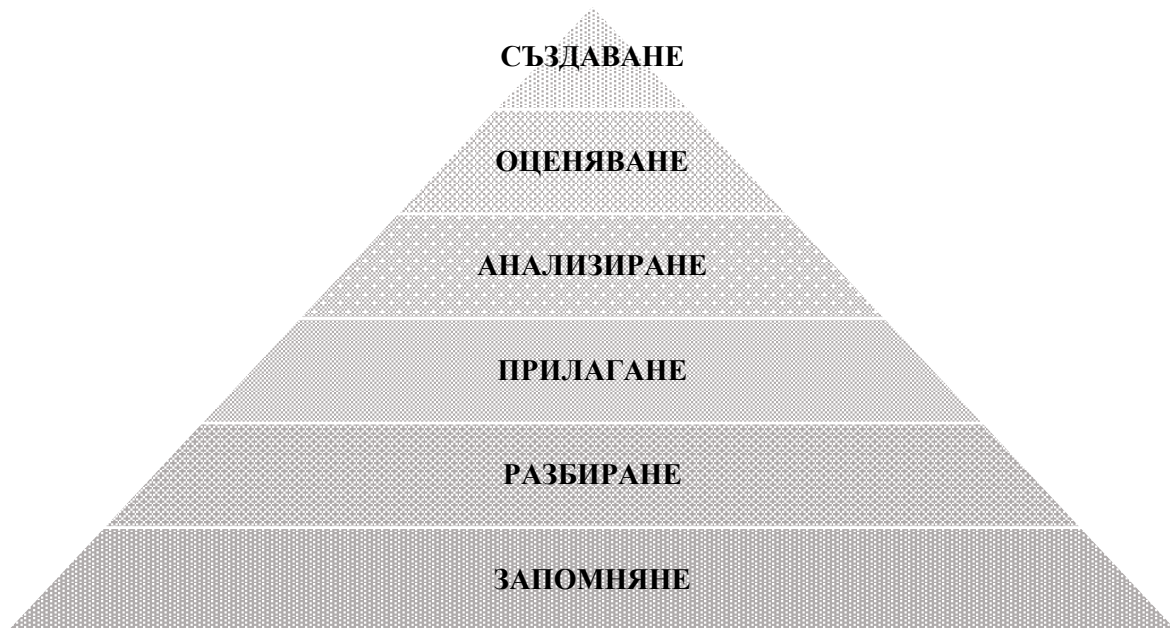 СЪЗДАВАНЕ
ОЦЕНЯВАНЕ
АНАЛИЗИРАНЕ
ПРИЛАГАНЕ
РАЗБИРАНЕ
ЗАПОМНЯНЕ